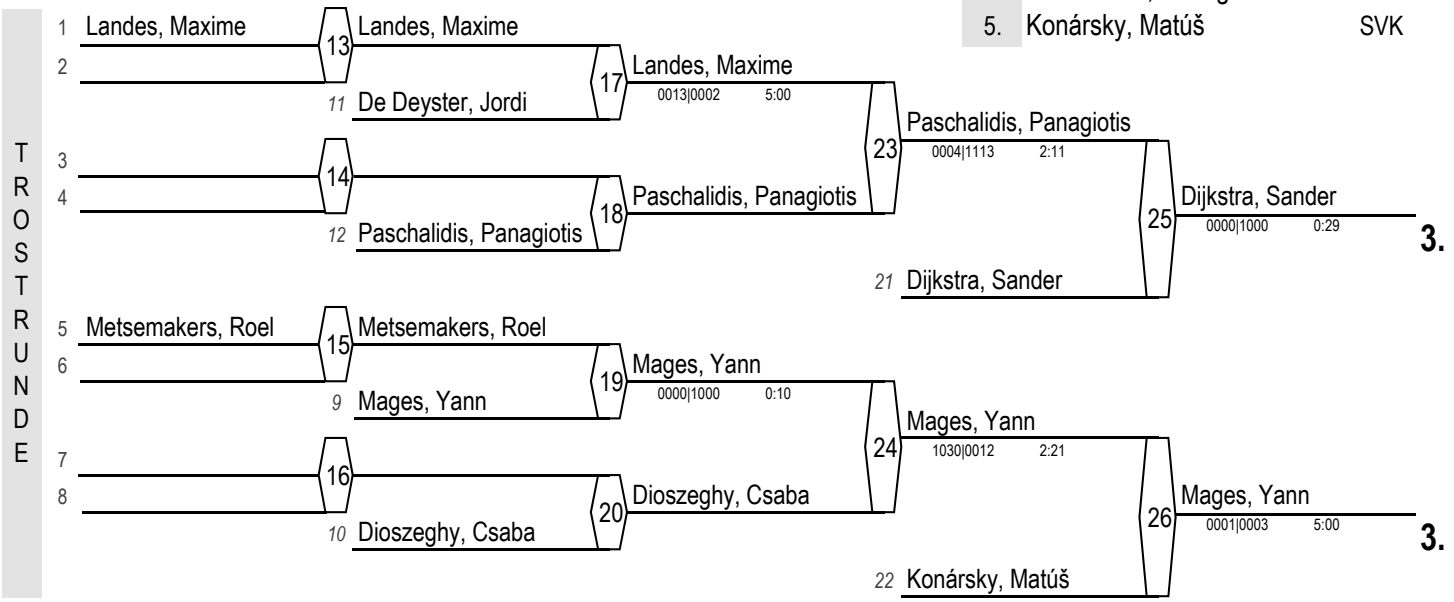 5. Konársky, Matúš SVK
TROSTRUNDE
1 Landes, Maxime
2
13 Landes, Maxime
11 De Deyster, Jordi
17 Landes, Maxime
0013|0002 5:00
3
4
14
12 Paschalidis, Panagiotis
18 Paschalidis, Panagiotis
23 Paschalidis, Panagiotis
0004|1113 2:11
21 Dijkstra, Sander
25 Dijkstra, Sander
0000|1000 0:29
3.
5 Metsemakers, Roel
6
15 Metsemakers, Roel
9 Mages, Yann
19 Mages, Yann
0000|1000 0:10
7
8
16
10 Dioszeghy, Csaba
20 Dioszeghy, Csaba
24 Mages, Yann
1030|0012 2:21
22 Konársky, Matúš
26 Mages, Yann
0001|0003 5:00
3.